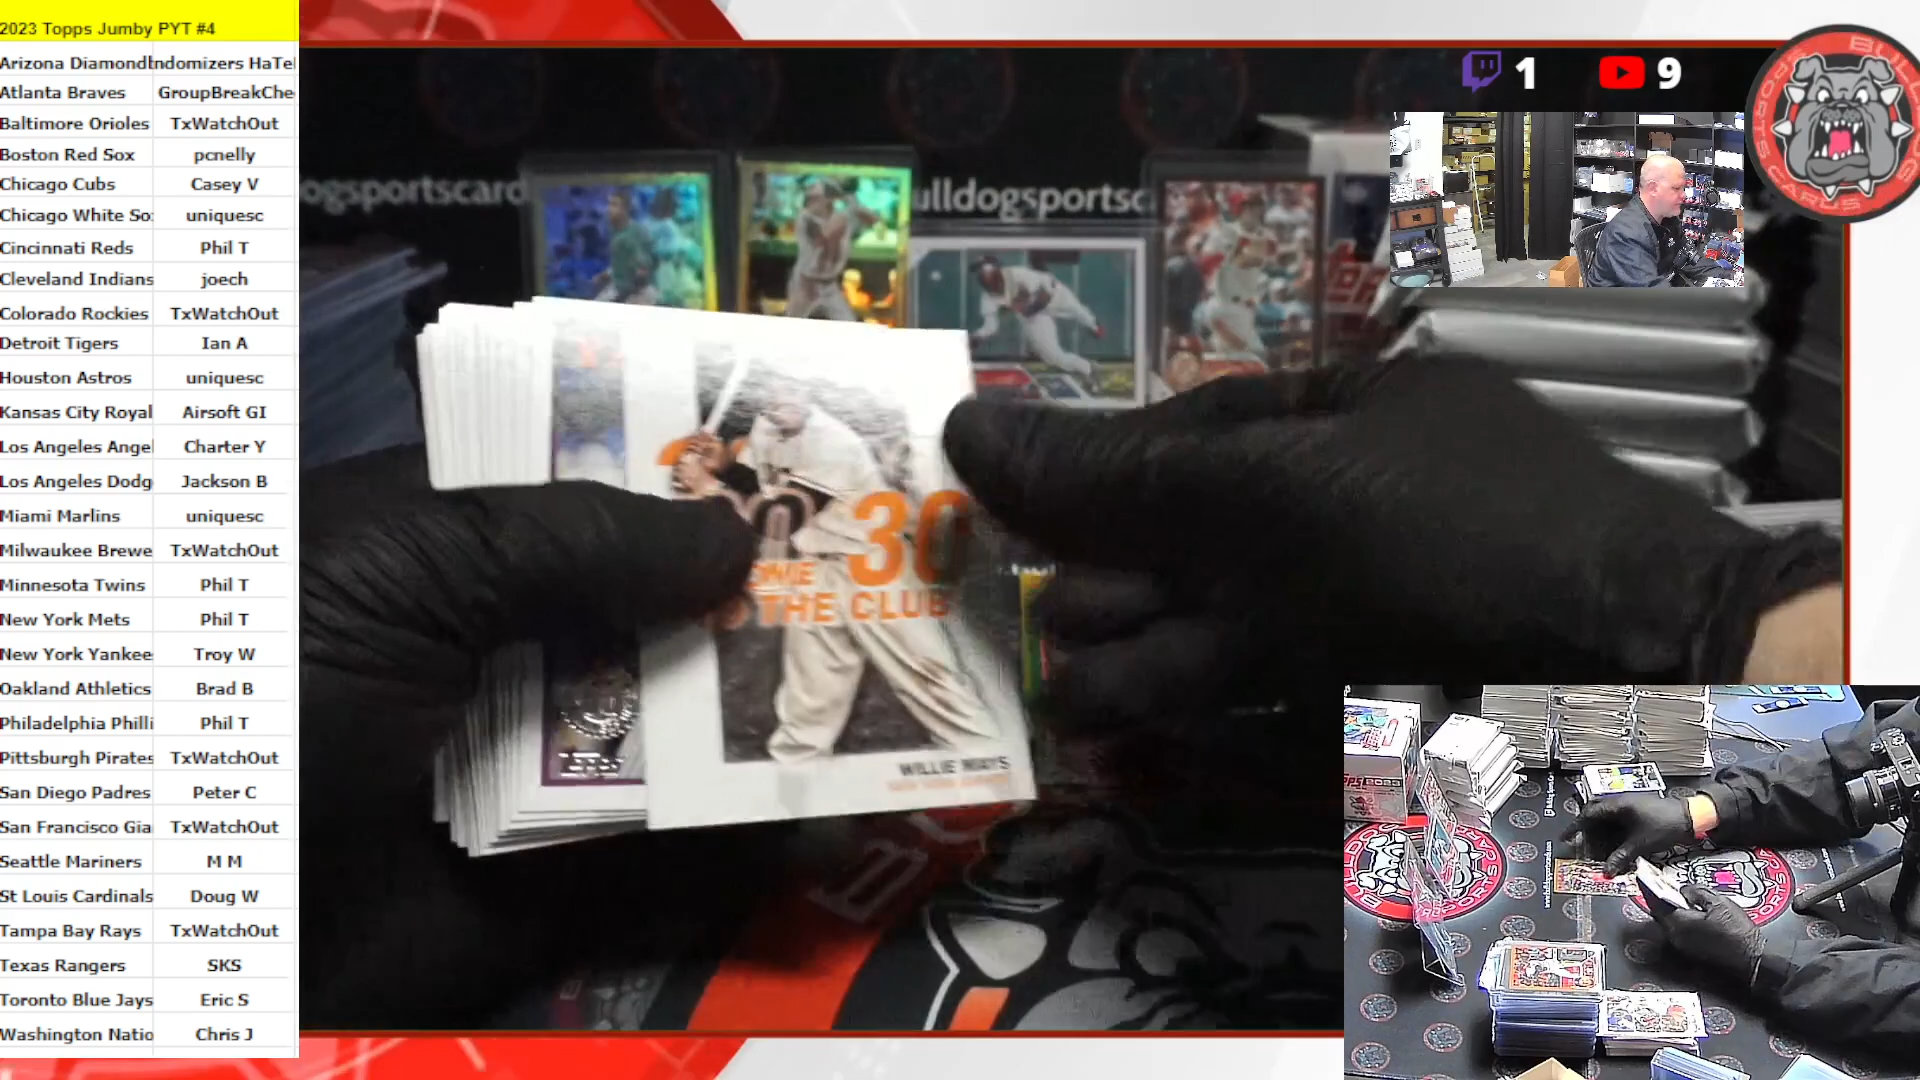 2023 Topps Jumby PYT #4
Arizona Diamondb ndomizers HaTe
Atlanta Braves GroupBreakChe
Baltimore Orioles TxWatchOut
Boston Red Sox pcnelly
Chicago Cubs Casey V
Chicago White So uniquesc
Cincinnati Reds Phil T
Cleveland Indians joech
Colorado Rockies TxWatchOut
Detroit Tigers Ian A
Houston Astros uniquesc
Kansas City Royal Airsoft GI
Los Angeles Angel Charter Y
Los Angeles Dodg Jackson B
Miami Marlins uniquesc
Milwaukee Brewe TxWatchOut
Minnesota Twins Phil T
New York Mets Phil T
New York Yankee Troy W
Oakland Athletics Brad B
Philadelphia Philli Phil T
Pittsburgh Pirates TxWatchOut
San Diego Padres Peter C
San Francisco Gia TxWatchOut
Seattle Mariners M M
St Louis Cardinals Doug W
Tampa Bay Rays TxWatchOut
Texas Rangers SKS
Toronto Blue Jays Eric S
Washington Natio Chris J
1 9
BULLDOG
SPORTS CARDS
ogsportscard
ulldogsportsc
30
THE CLUB
WILLIE MAYS